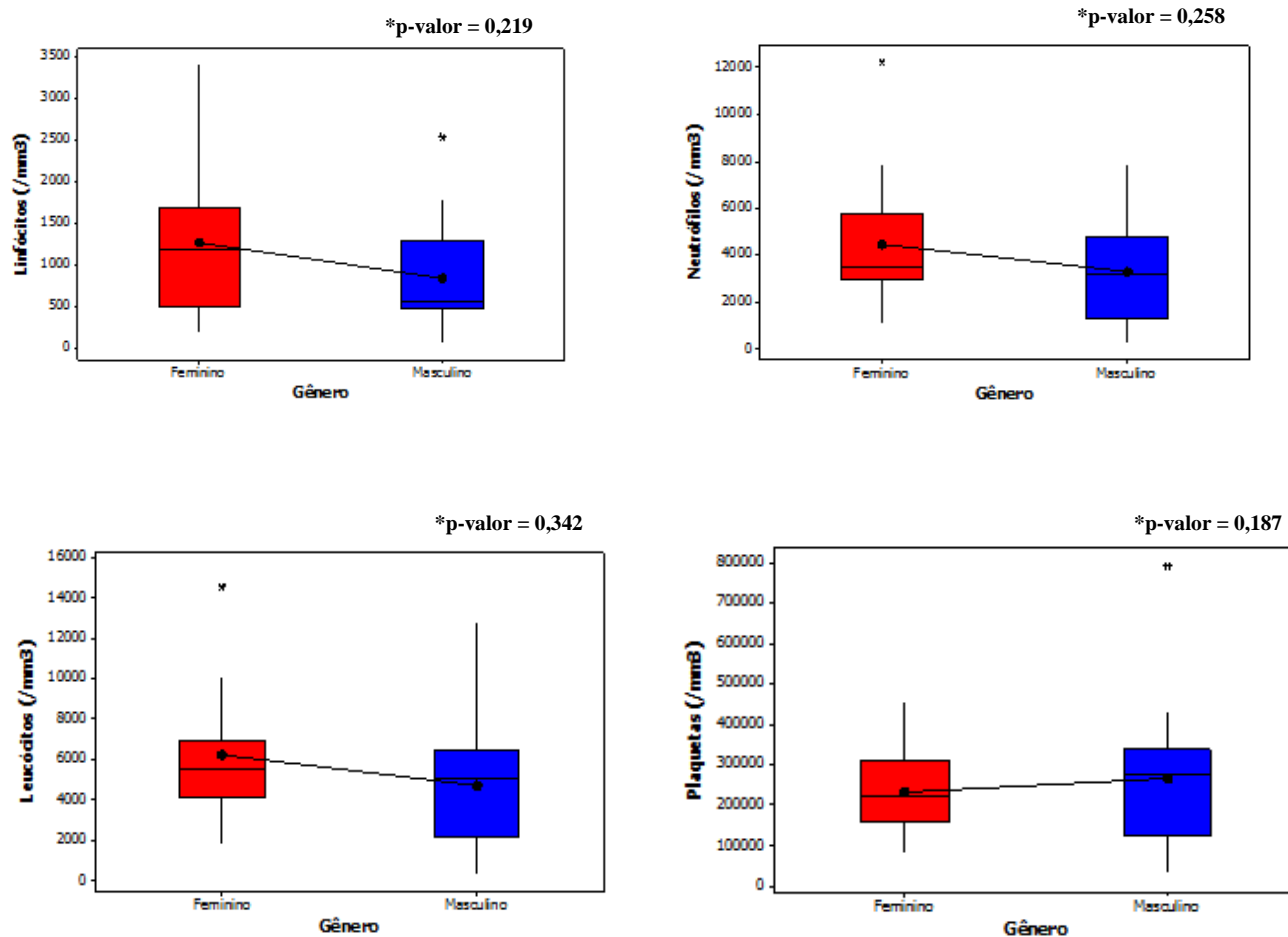 *p-valor = 0,219
3500
3000
2500
2000
1500
1000
500
0
Linfócitos (/mm3)
Feminino
Masculino
Gênero
*p-valor = 0,258
12000
10000
8000
6000
4000
2000
0
Neutrófilos (/mm3)
Feminino
Masculino
Gênero
*p-valor = 0,342
16000
14000
12000
10000
8000
6000
4000
2000
0
Leucócitos (/mm3)
Feminino
Masculino
Gênero
*p-valor = 0,187
800000
700000
600000
500000
400000
300000
200000
100000
0
Plaquetas (/mm3)
Feminino
Masculino
Gênero